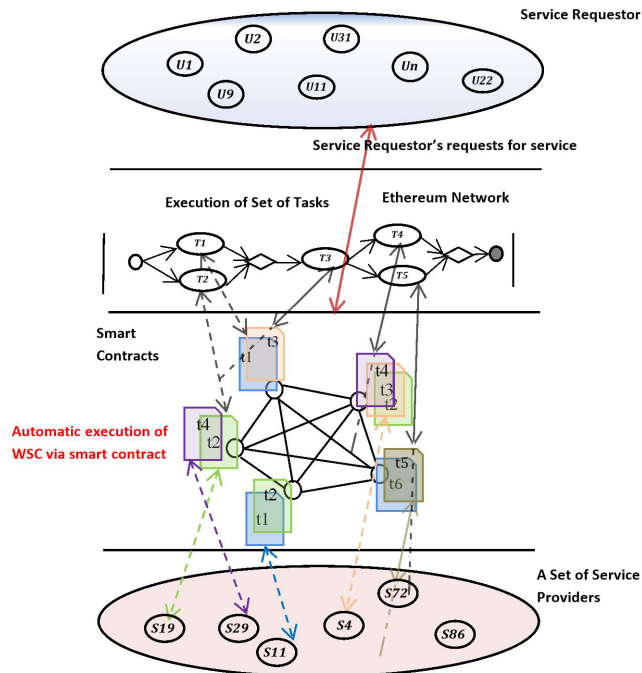 Service Requestor
U2
U31
U1
Un
U22
U9
U11
Service Requestor's requests for service
Execution of Set of Tasks
Ethereum Network
T1
T4
T3
T2
T5
Smart
Contracts
t3
t1
t4
t3
t2
Automatic execution of
WSC via smart contract
t4
t2
t5
t6
t2
t1
A Set of Service
Providers
S72
S19
S29
S4
S86
S11